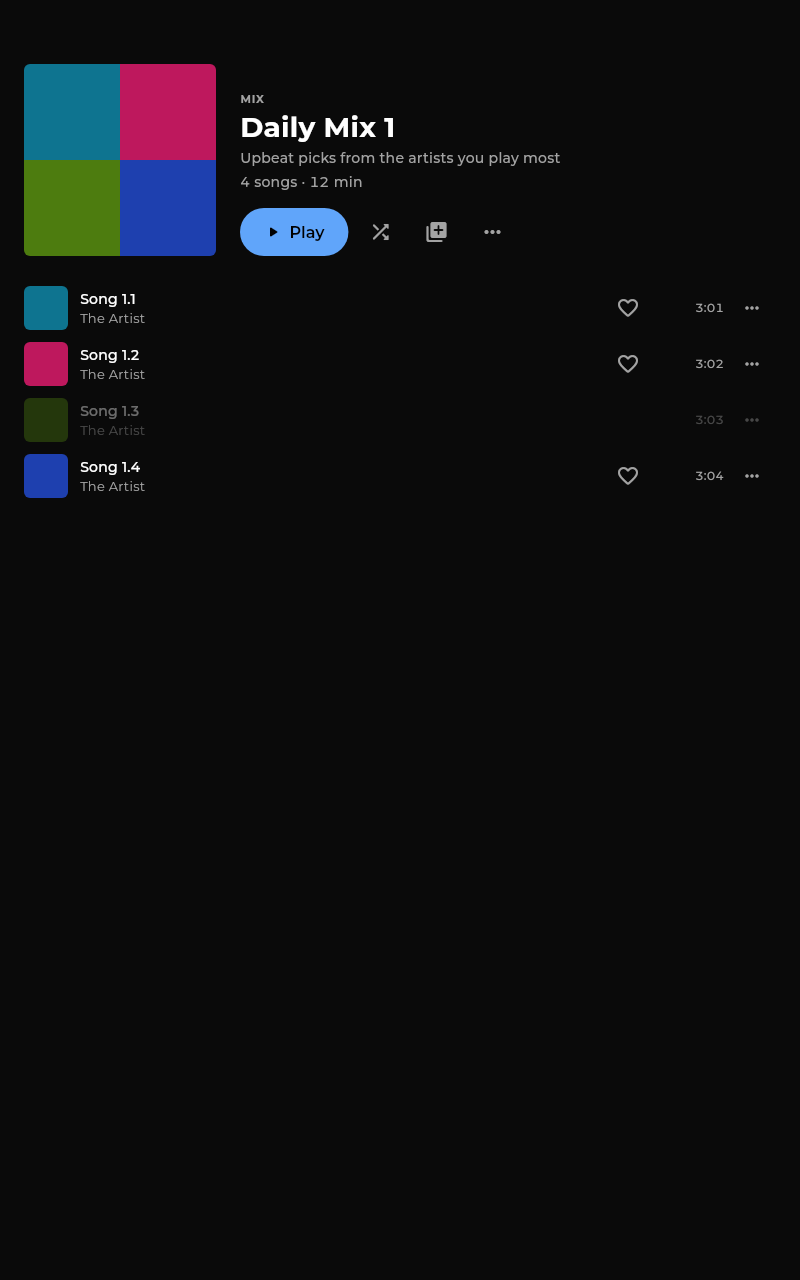 MIX
Daily Mix 1
Upbeat picks from the artists you play most
4 songs · 12 min
Play
Song 1.1
The Artist
3:01
Song 1.2
The Artist
3:02
Song 1.3
The Artist
3:03
Song 1.4
The Artist
3:04